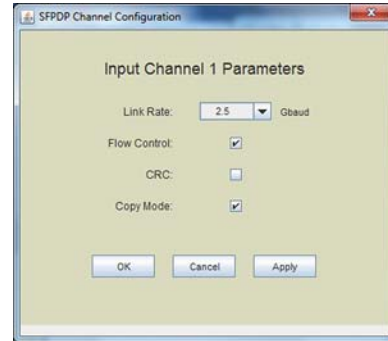 SFPDP Channel Configuration
Input Channel 1 Parameters
Link Rate: 2.5 Gbaud
Flow Control:
CRC:
Copy Mode:
OK Cancel Apply